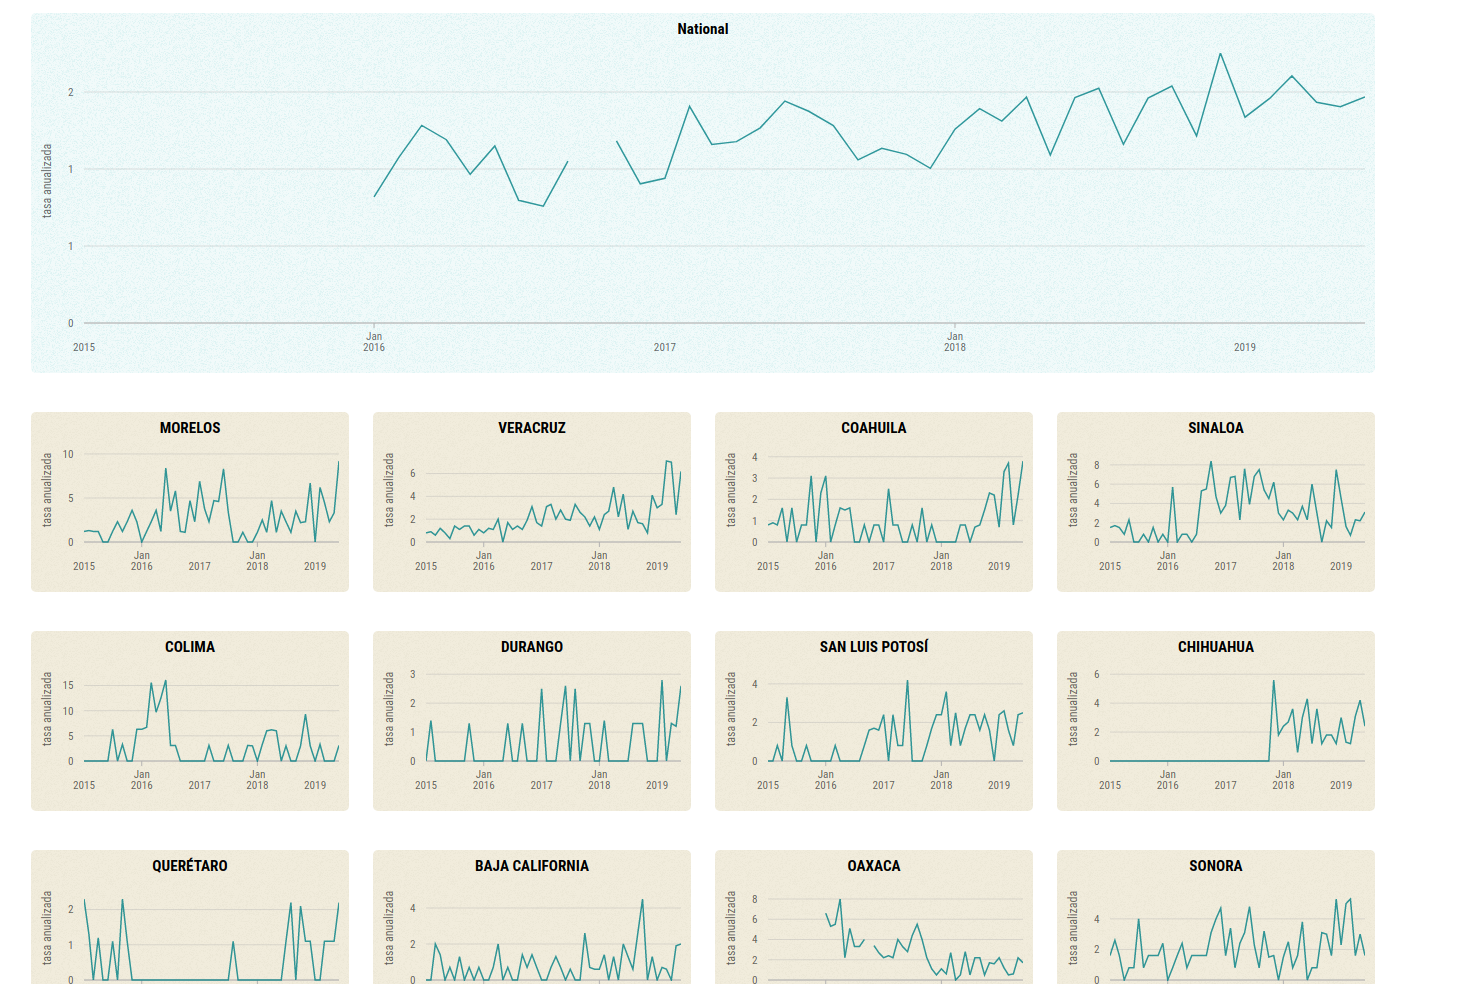 National
tasa anualizada
2
1
1
0
Jan
Jan
2015
2016
2017
2018
2019
MORELOS
tasa anualizada
10
5
0
Jan
Jan
2015
2016
2017
2018
2019
VERACRUZ
tasa anualizada
6
4
2
0
Jan
Jan
2015
2016
2017
2018
2019
COAHUILA
tasa anualizada
4
3
2
1
0
Jan
Jan
2015
2016
2017
2018
2019
SINALOA
tasa anualizada
8
6
4
2
0
Jan
Jan
2015
2016
2017
2018
2019
COLIMA
tasa anualizada
15
10
5
0
Jan
Jan
2015
2016
2017
2018
2019
DURANGO
tasa anualizada
3
2
1
0
Jan
Jan
2015
2016
2017
2018
2019
SAN LUIS POTOSÍ
tasa anualizada
4
2
0
Jan
Jan
2015
2016
2017
2018
2019
CHIHUAHUA
tasa anualizada
6
4
2
0
Jan
Jan
2015
2016
2017
2018
2019
QUERÉTARO
tasa anualizada
2
1
0
BAJA CALIFORNIA
tasa anualizada
4
2
0
OAXACA
tasa anualizada
8
6
4
2
0
SONORA
tasa anualizada
4
2
0